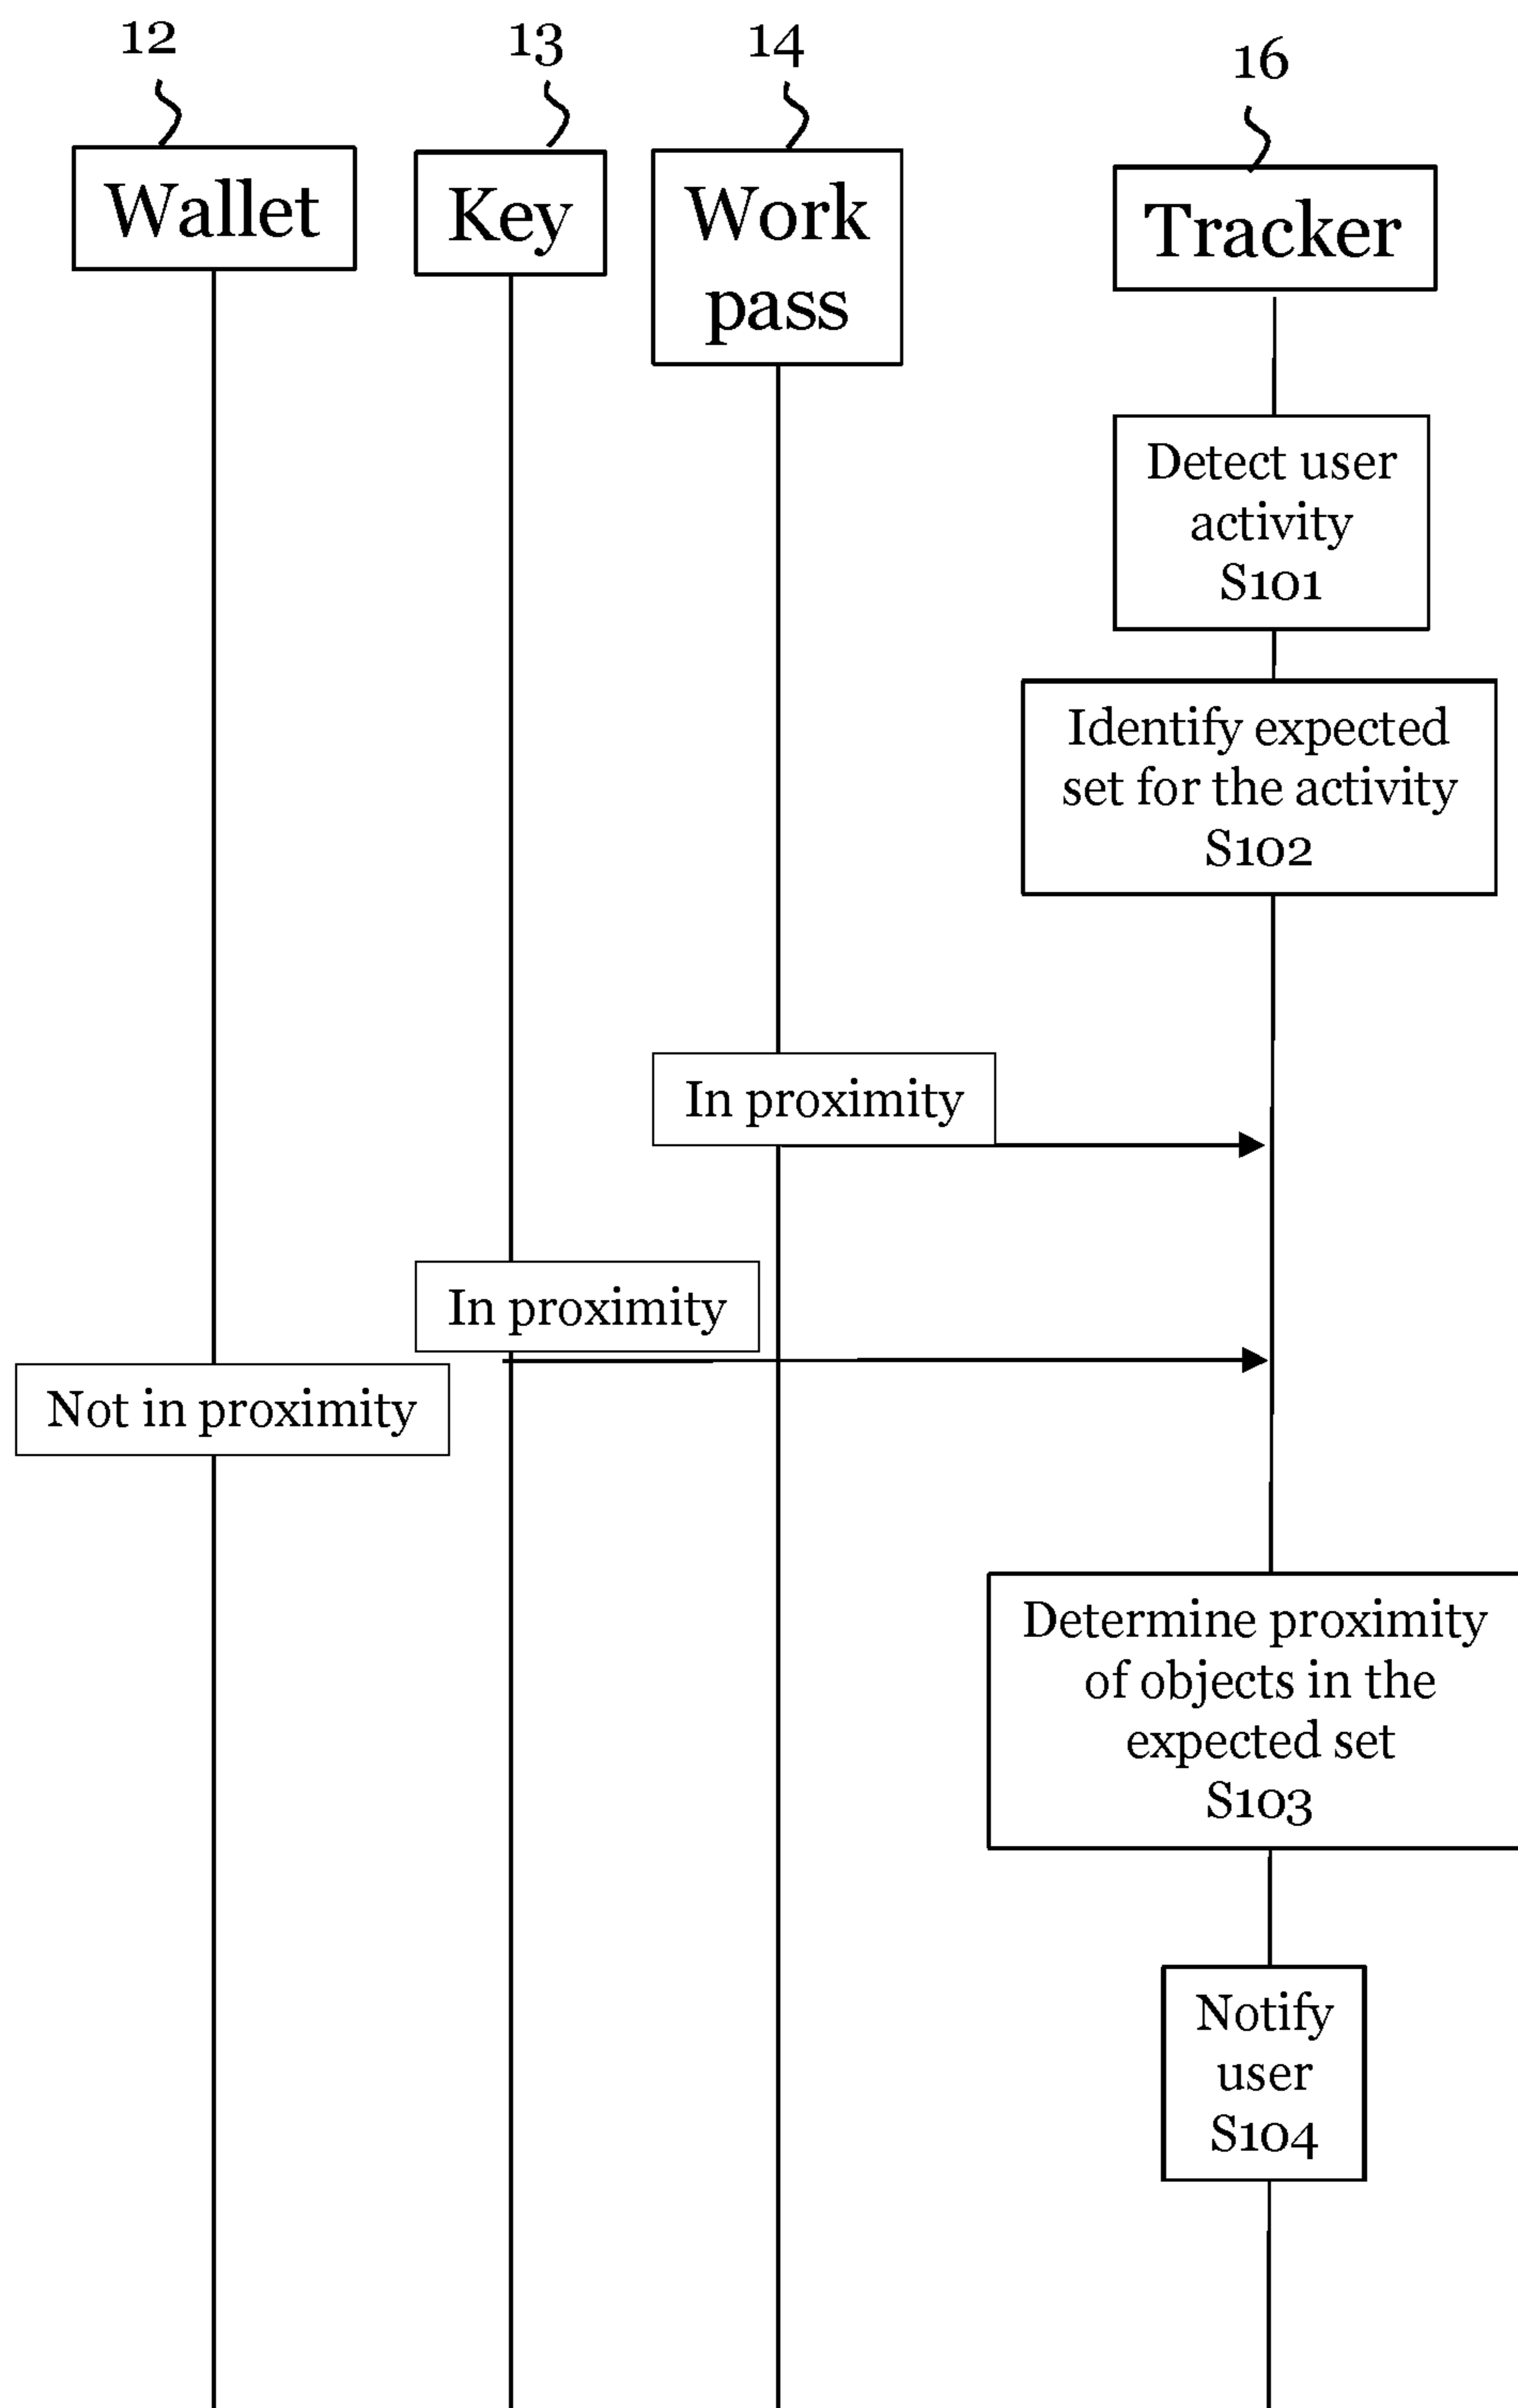 12
13
14
16
Wallet
Key
Work
pass
Tracker
Detect user
activity
S101
Identify expected
set for the activity
S102
In proximity
In proximity
Not in proximity
Determine proximity
of objects in the
expected set
S103
Notify
user
S104